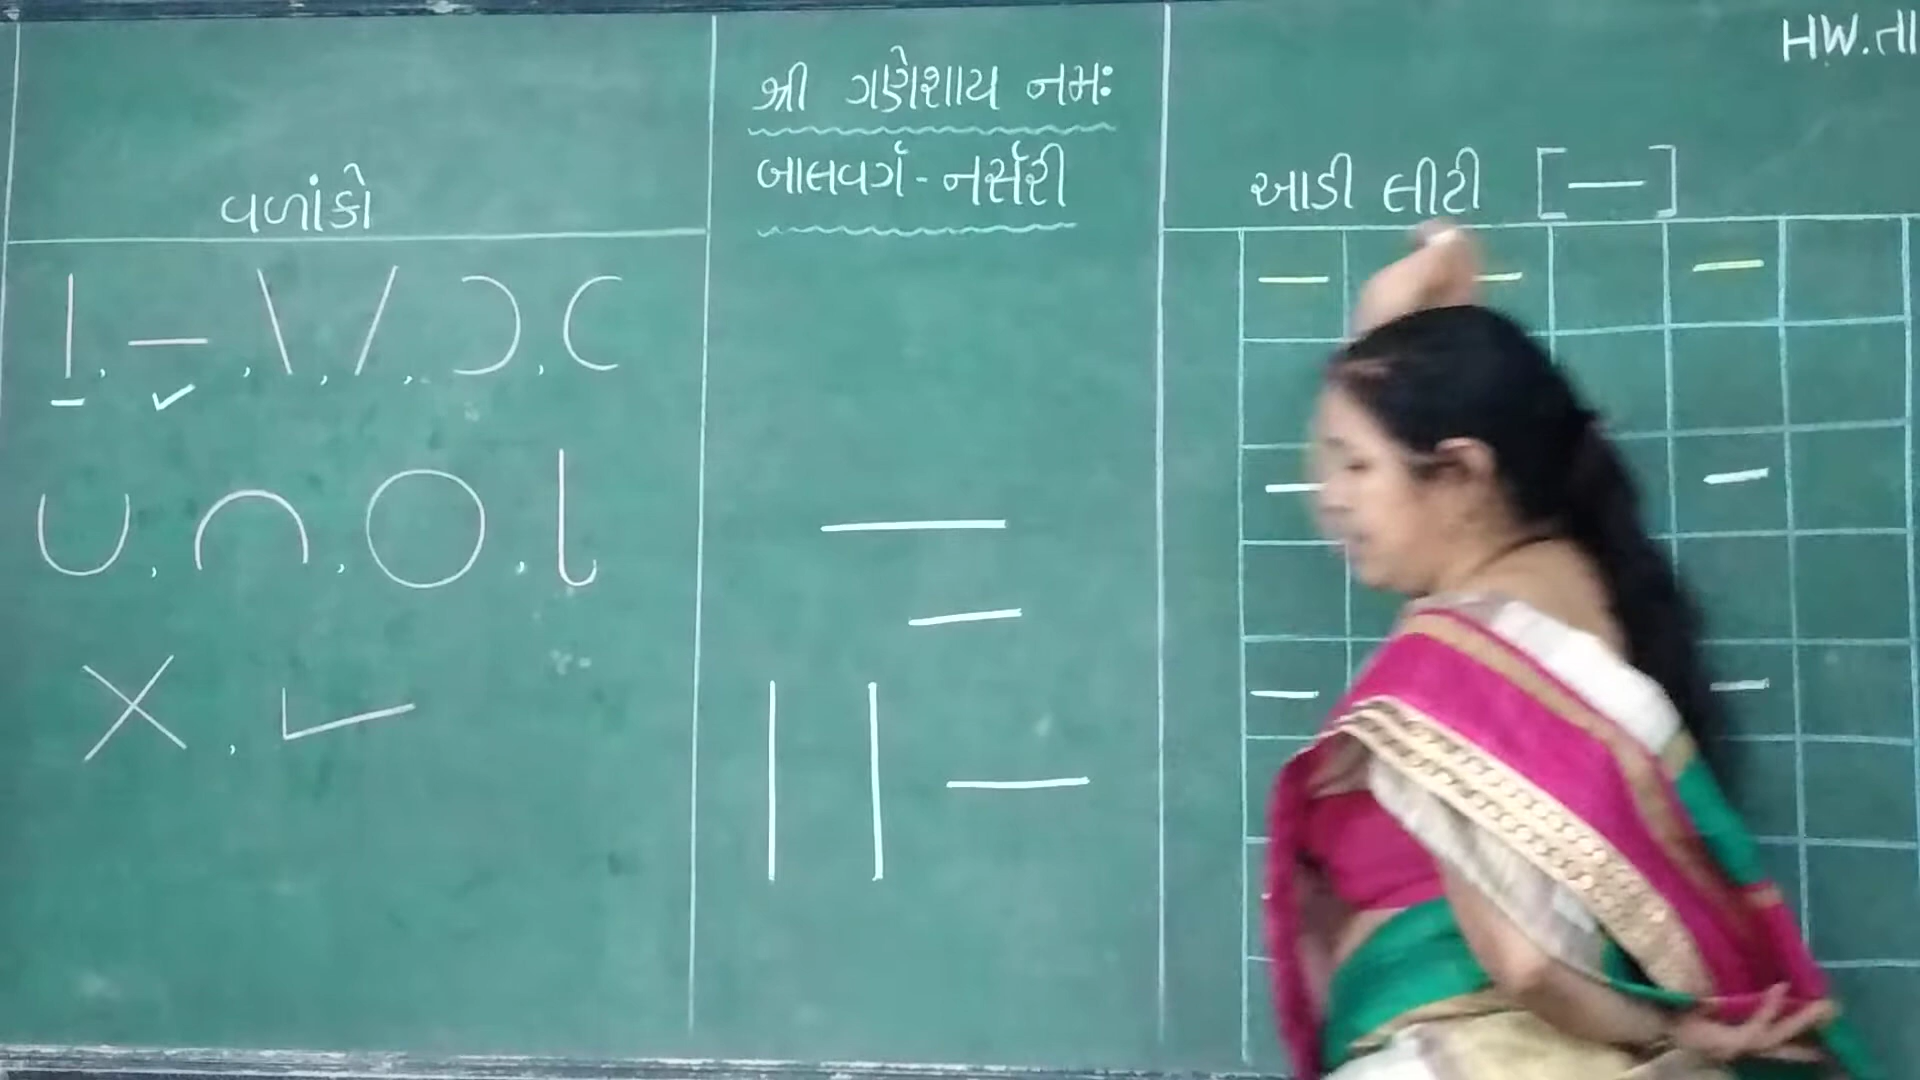 શ્રી ગણેશાય નમઃ
બાલવર્ગ - નર્સરી
વળાંકો
આડી લીટી [—]
HW. તા